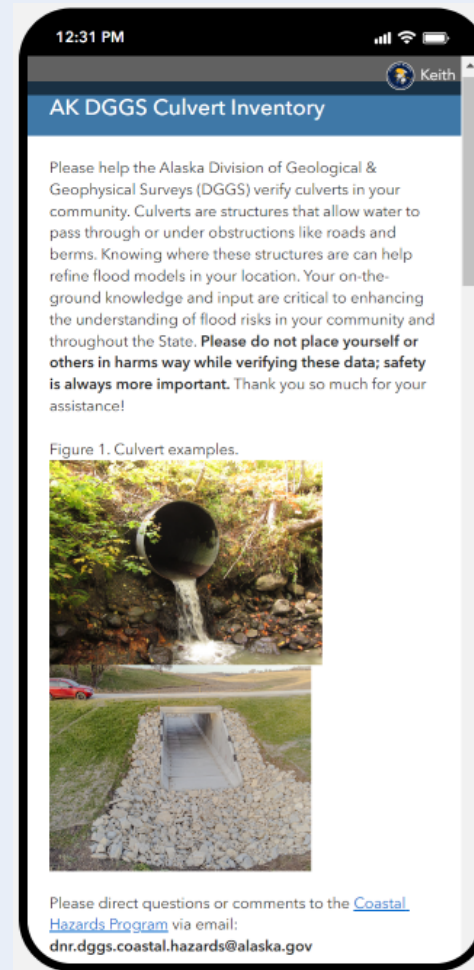 12:31 PM
Keith
AK DGGS Culvert Inventory
Please help the Alaska Division of Geological &
Geophysical Surveys (DGGS) verify culverts in your
community. Culverts are structures that allow water to
pass through or under obstructions like roads and
berms. Knowing where these structures are can help
refine flood models in your location. Your on-the-
ground knowledge and input are critical to enhancing
the understanding of flood risks in your community and
throughout the State. Please do not place yourself or
others in harms way while verifying these data; safety
is always more important. Thank you so much for your
assistance!
Figure 1. Culvert examples.
Please direct questions or comments to the Coastal
Hazards Program via email:
dnr.dggs.coastal.hazards@alaska.gov